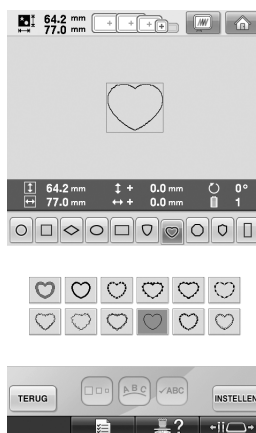 64.2 mm
77.0 mm
64.2 mm + 0.0 mm 0°
77.0 mm + 0.0 mm 1
TERUG ABC ABC INSTELLEN
?